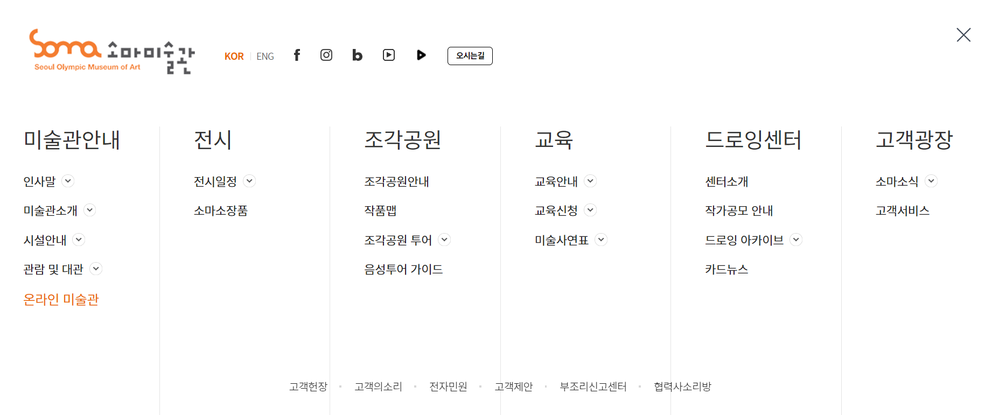 Soma 소마미술관
Seoul Olympic Museum of Art
KOR ENG
오시는길
미술관안내
인사말
미술관소개
시설안내
관람 및 대관
온라인 미술관
전시
전시일정
소마소장품
조각공원
조각공원안내
작품맵
조각공원 투어
음성투어 가이드
교육
교육안내
교육신청
미술사연표
드로잉센터
센터소개
작가공모 안내
드로잉 아카이브
카드뉴스
고객광장
소마소식
고객서비스
고객헌장 고객의소리 전자민원 고객제안 부조리신고센터 협력사소리방